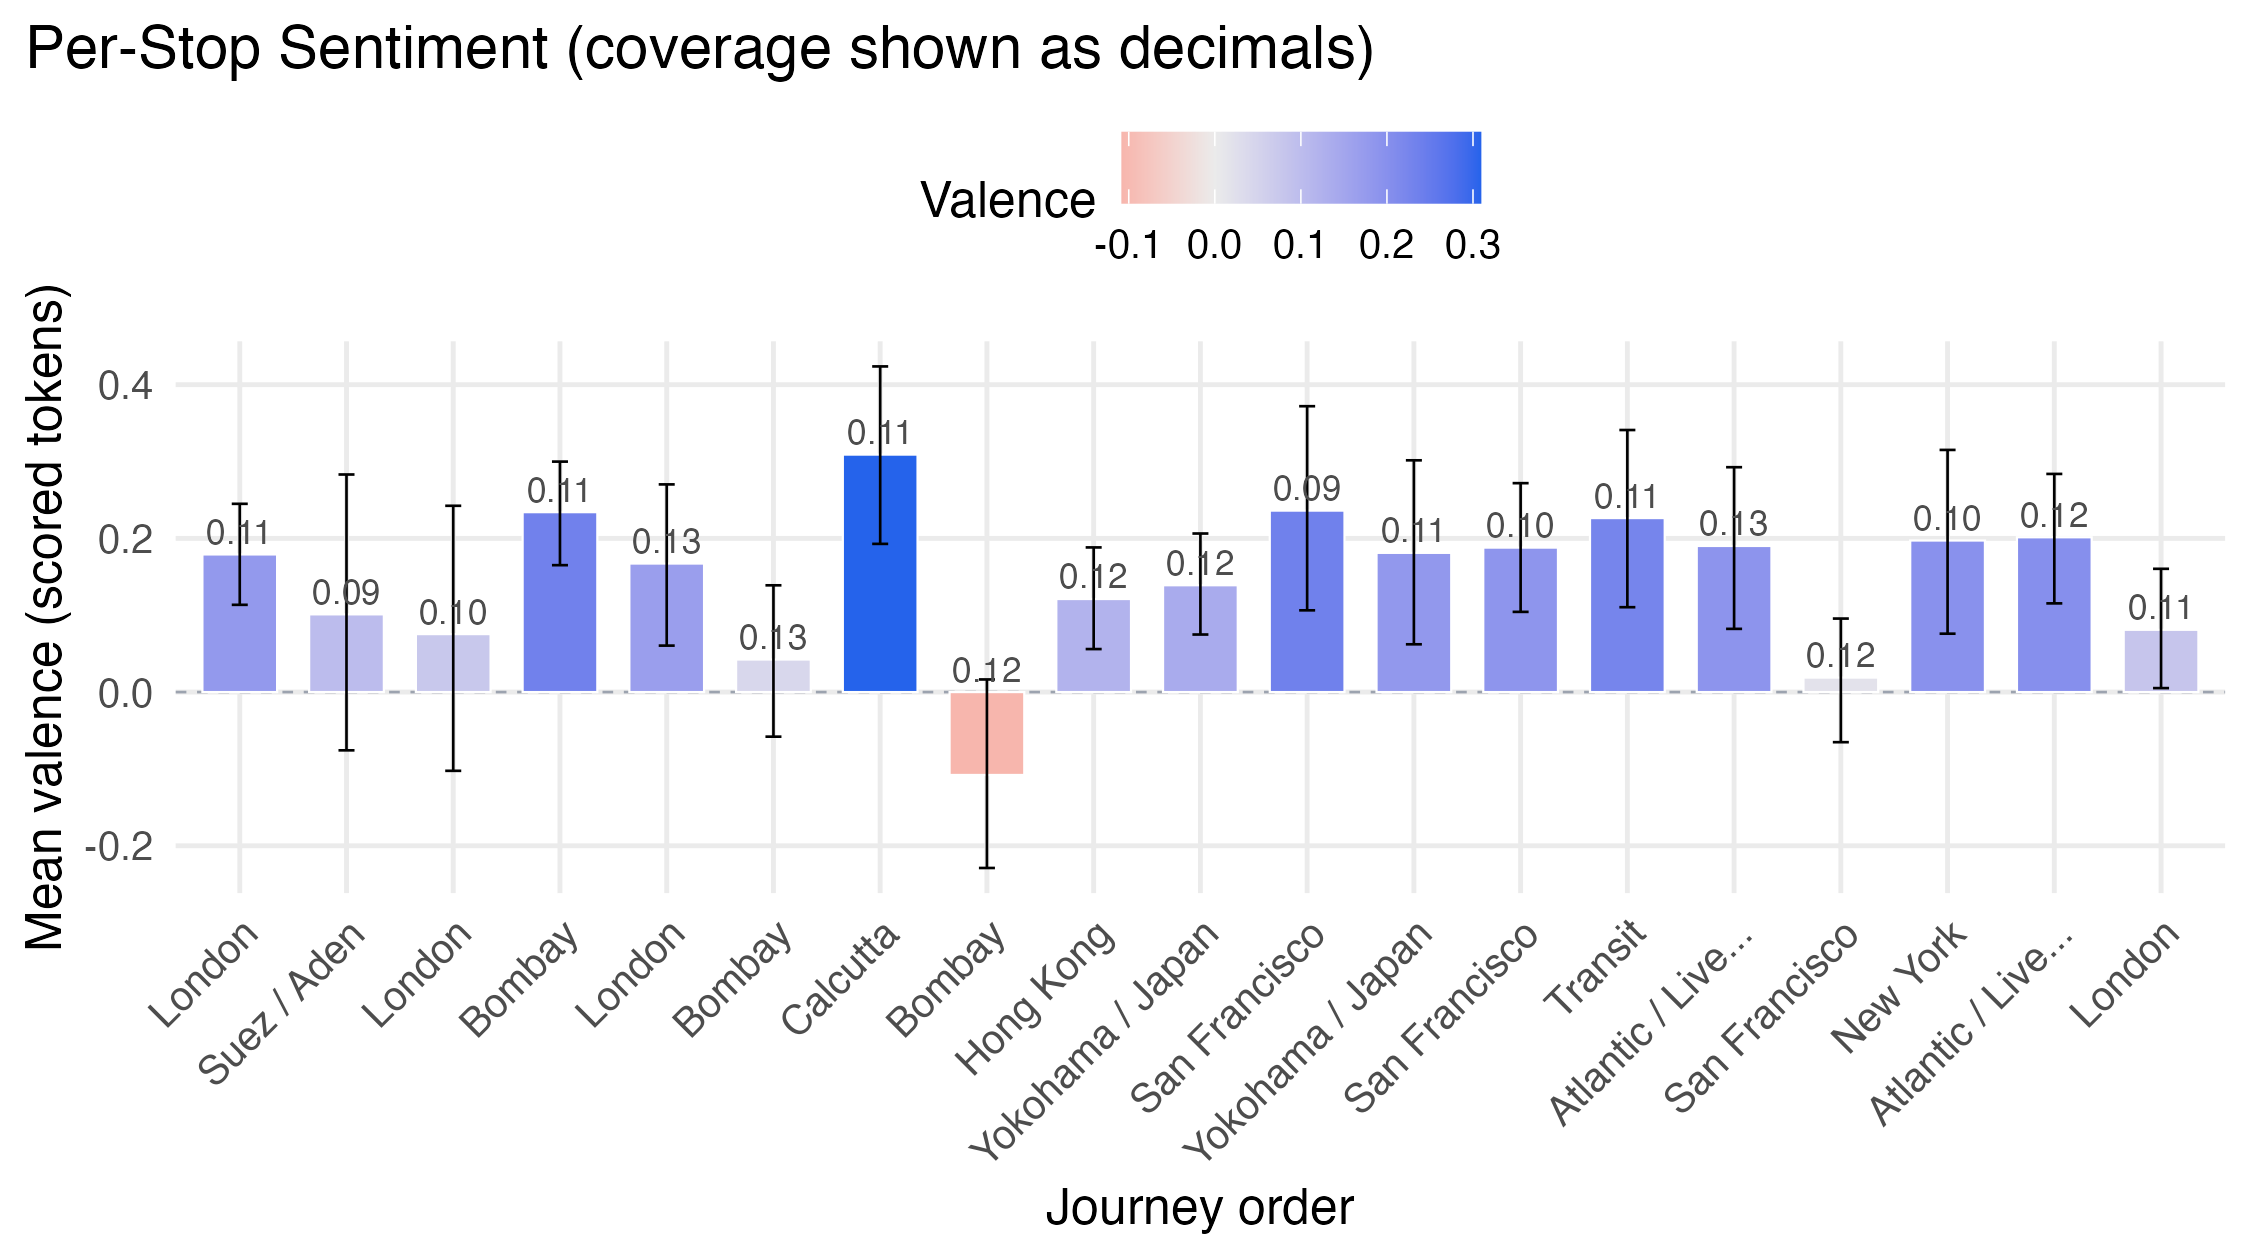 Per-Stop Sentiment (coverage shown as decimals)
Valence
-0.1 0.0 0.1 0.2 0.3
Mean valence (scored tokens)
0.4
0.2
0.0
-0.2
0.11
0.09
0.10
0.11
0.13
0.13
0.11
0.12
0.12
0.12
0.09
0.11
0.10
0.11
0.13
0.12
0.10
0.12
0.11
London
Suez / Aden
London
Bombay
London
Bombay
Calcutta
Bombay
Hong Kong
Yokohama / Japan
San Francisco
Yokohama / Japan
San Francisco
Transit
Atlantic / Live...
San Francisco
New York
Atlantic / Live...
London
Journey order